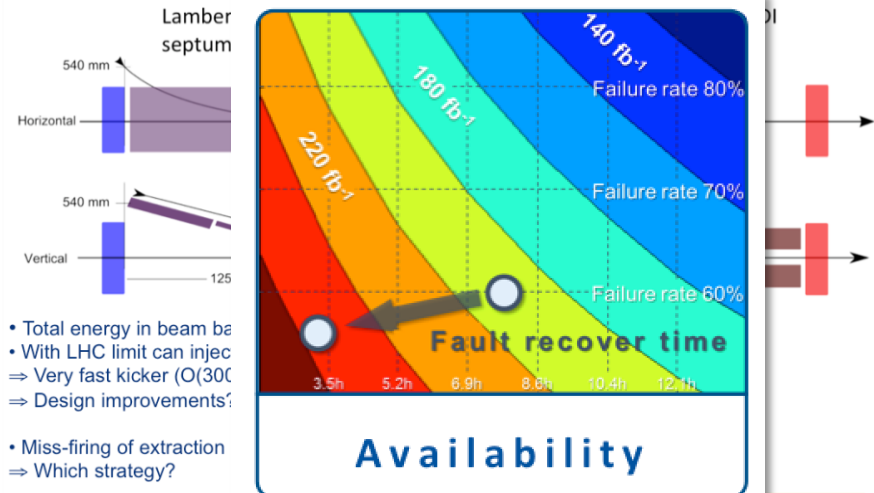 Lamber
septum
DI
540 mm
Horizontal
540 mm
Vertical
125
140 fb-1
180 fb-1
220 fb-1
Failure rate 80%
Failure rate 70%
Failure rate 60%
Fault recover time
3.5h 5.2h 6.9h 8.6h 10.4h 12.1h
Availability
• Total energy in beam ba
• With LHC limit can injec
⇒ Very fast kicker (O(300
⇒ Design improvements?
• Miss-firing of extraction
⇒ Which strategy?